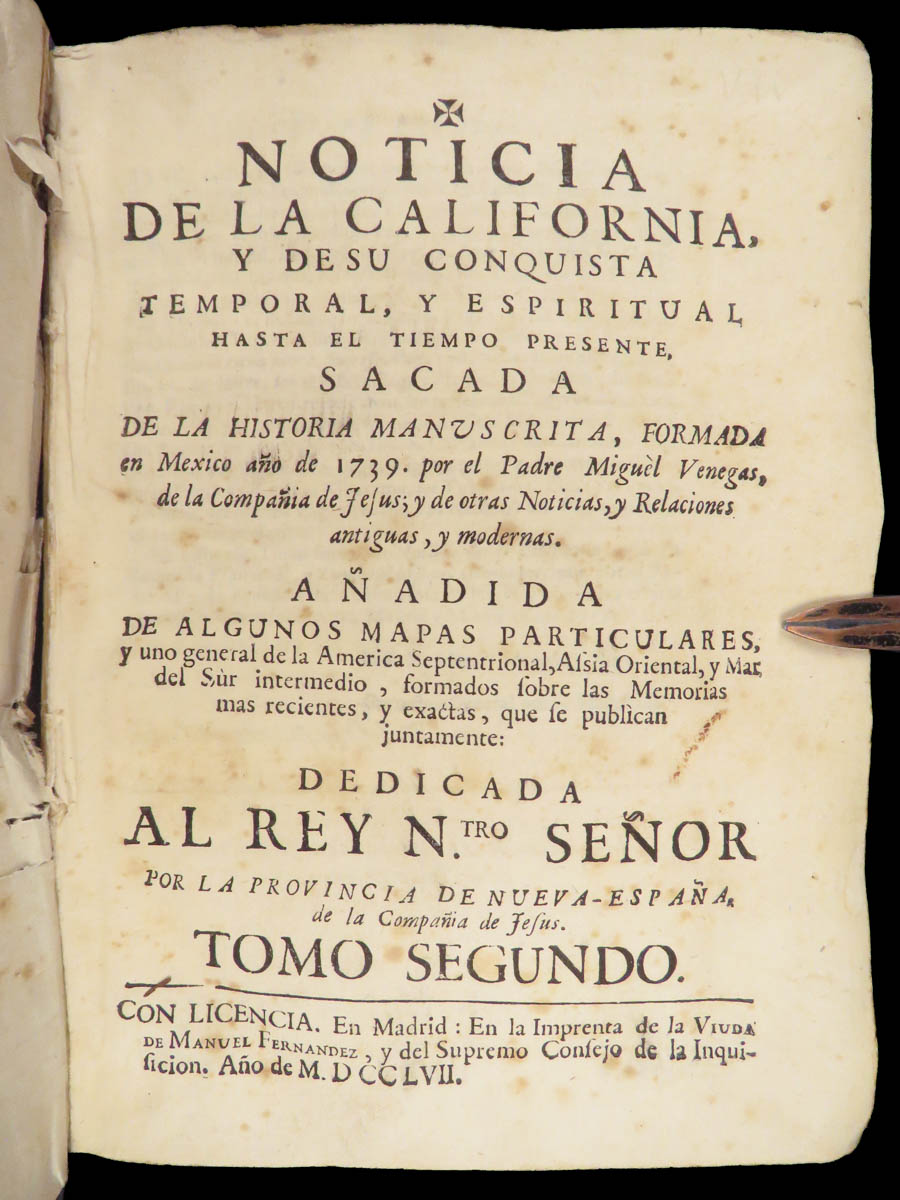 ✠
NOTICIA
DE LA CALIFORNIA,
Y DE SU CONQUISTA
TEMPORAL, Y ESPIRITUAL
HASTA EL TIEMPO PRESENTE,
SACADA
DE LA HISTORIA MANVSCRITA, FORMADA
en Mexico año de 1739. por el Padre Miguèl Venegas,
de la Compañia de Jeſus; y de otras Noticias, y Relaciones
antiguas, y modernas.
AÑADIDA
DE ALGUNOS MAPAS PARTICULARES,
y uno general de la America Septentrional, Aſsia Oriental, y Mar
del Sùr intermedio, formados ſobre las Memorias
mas recientes, y exactas, que ſe publìcan
juntamente:
DEDICADA
AL REY N.TRO SEÑOR
POR LA PROVINCIA DE NUEVA-ESPAÑA,
de la Compañia de Jeſus.
TOMO SEGUNDO.
CON LICENCIA. En Madrid: En la Imprenta de la VIUDA
DE MANUEL FERNANDEZ, y del Supremo Conſejo de la Inqui-
ſicion. Año de M. D CCLVII.